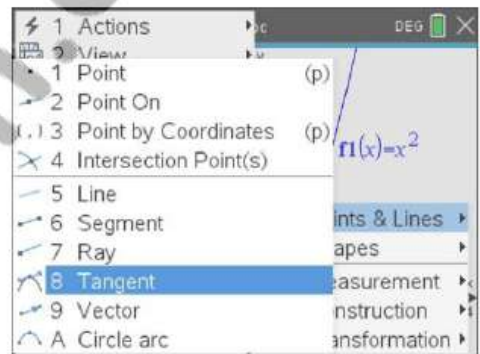 1 Actions
DEG
2 View
1 Point (p)
2 Point On
3 Point by Coordinates (p)
4 Intersection Point(s)
f1(x)=x²
5 Line
6 Segment
ints & Lines
7 Ray
apes
8 Tangent
easurement
9 Vector
nstruction
A Circle arc
ansformation